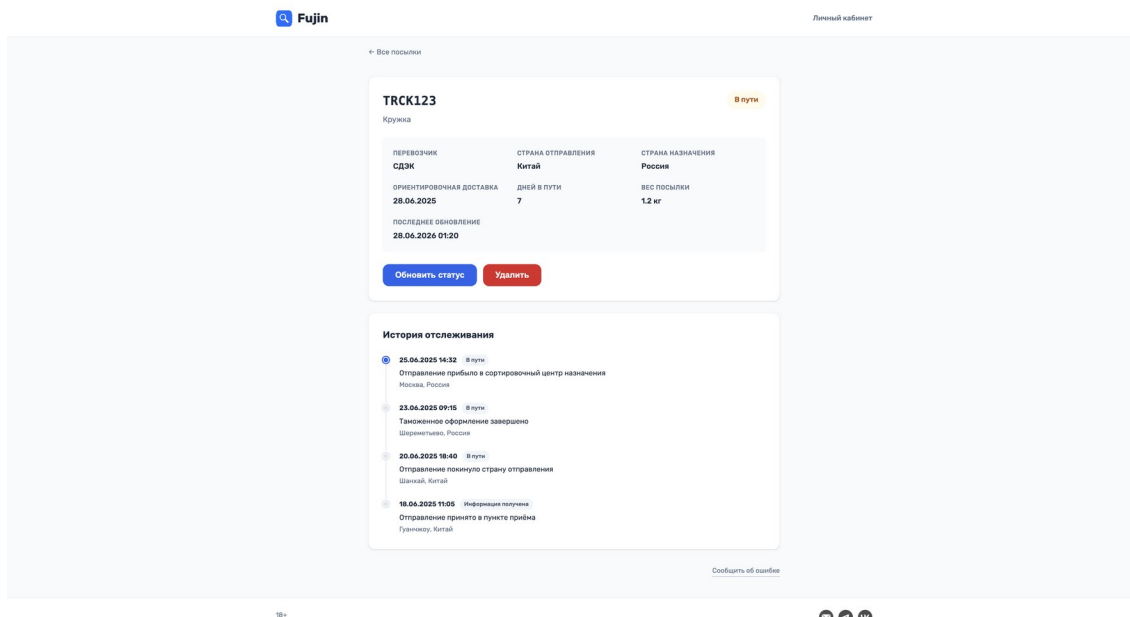 Fujin
Личный кабинет
← Все посылки
TRCK123
В пути
Кружка
ПЕРЕВОЗЧИК
СТРАНА ОТПРАВЛЕНИЯ
СТРАНА НАЗНАЧЕНИЯ
СДЭК
Китай
Россия
ОРИЕНТИРОВОЧНАЯ ДОСТАВКА
ДНЕЙ В ПУТИ
ВЕС ПОСЫЛКИ
28.06.2025
7
1.2 кг
ПОСЛЕДНЕЕ ОБНОВЛЕНИЕ
28.06.2026 01:20
Обновить статус
Удалить
История отслеживания
25.06.2025 14:32 В пути
Отправление прибыло в сортировочный центр назначения
Москва, Россия
23.06.2025 09:15 В пути
Таможенное оформление завершено
Шереметьево, Россия
20.06.2025 18:40 В пути
Отправление покинуло страну отправления
Шанхай, Китай
18.06.2025 11:05 Информация получена
Отправление принято в пункте приёма
Гуанчжоу, Китай
Сообщить об ошибке
18+